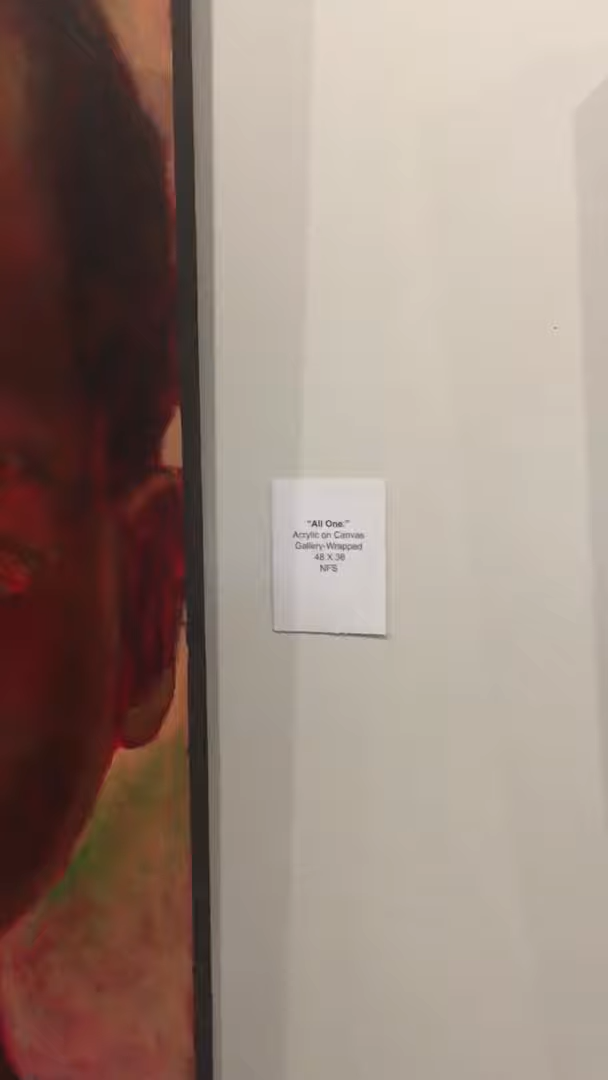 "All One."
Acrylic on Canvas
Gallery-Wrapped
48 X 36
NFS